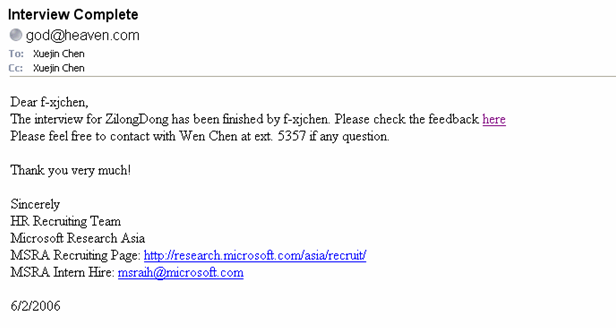 Interview Complete
god@heaven.com
To: Xuejin Chen
Cc: Xuejin Chen
Dear f-xjchen,
The interview for ZilongDong has been finished by f-xjchen. Please check the feedback here
Please feel free to contact with Wen Chen at ext. 5357 if any question.
Thank you very much!
Sincerely
HR Recruiting Team
Microsoft Research Asia
MSRA Recruiting Page: http://research.microsoft.com/asia/recruit/
MSRA Intern Hire: msraih@microsoft.com
6/2/2006